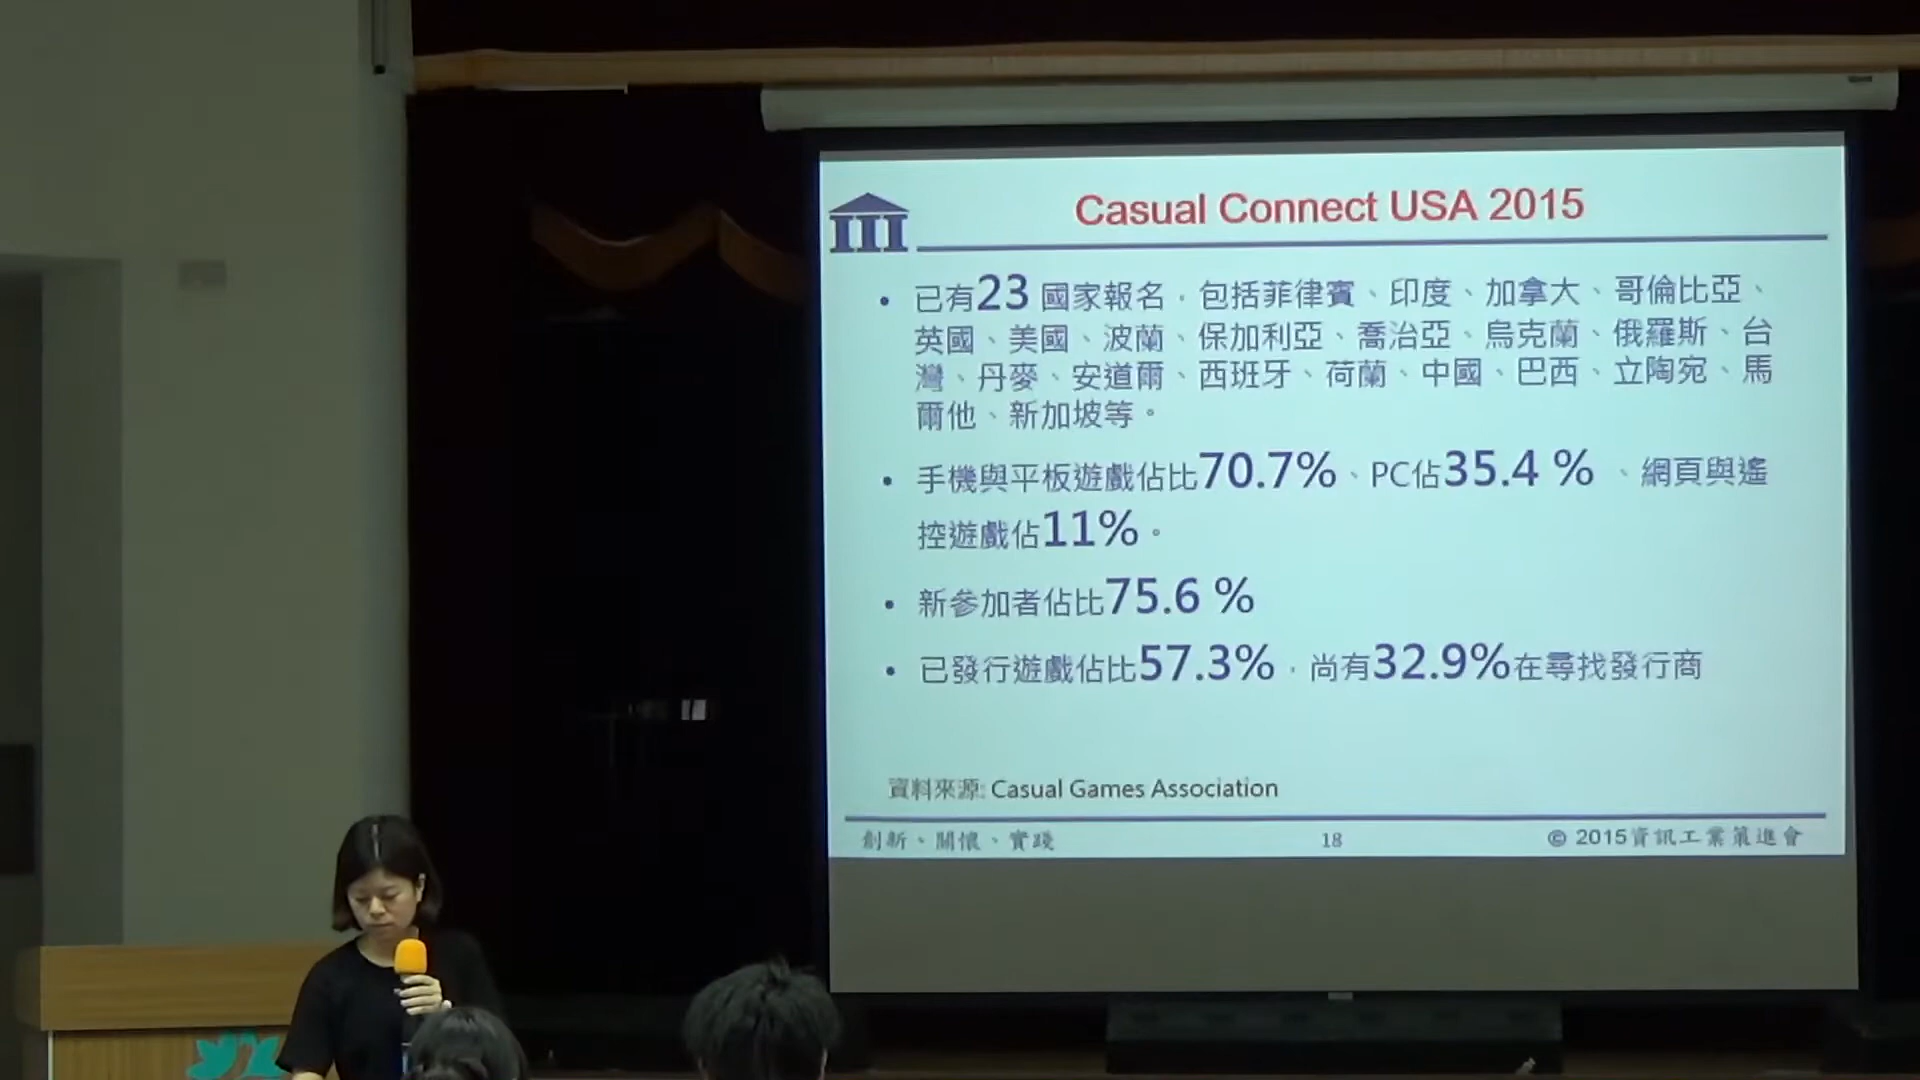 Casual Connect USA 2015
• 已有23 國家報名，包括菲律賓、印度、加拿大、哥倫比亞、
英國、美國、波蘭、保加利亞、喬治亞、烏克蘭、俄羅斯、台
灣、丹麥、安道爾、西班牙、荷蘭、中國、巴西、立陶宛、馬
爾他、新加坡等。
• 手機與平板遊戲佔比70.7%、PC佔35.4 % 、網頁與遙
控遊戲佔11%。
• 新參加者佔比75.6 %
• 已發行遊戲佔比57.3%，尚有32.9%在尋找發行商
資料來源: Casual Games Association
創新、關懷、實踐
18
© 2015資訊工業策進會